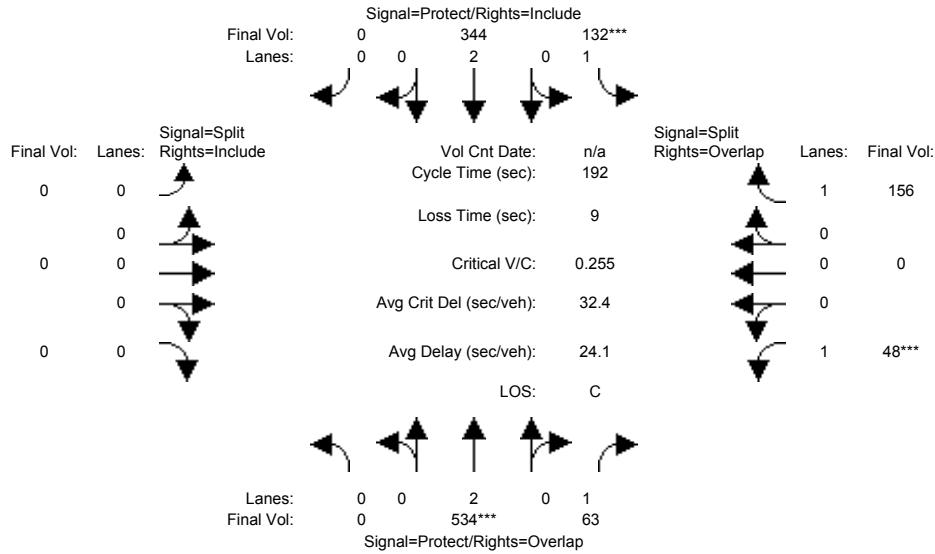 Signal=Protect/Rights=Include
Final Vol: 0 344 132***
Lanes: 0 0 2 0 1
Signal=Split Signal=Split
Final Vol: Lanes: Rights=Include Vol Cnt Date: n/a Rights=Overlap Lanes: Final Vol:
Cycle Time (sec): 192
0 0 1 156
Loss Time (sec): 9
0 0
0 0 Critical V/C: 0.255 0 0
0 Avg Crit Del (sec/veh): 32.4 0
0 0 Avg Delay (sec/veh): 24.1 1 48***
LOS: C
Lanes: 0 0 2 0 1
Final Vol: 0 534*** 63
Signal=Protect/Rights=Overlap